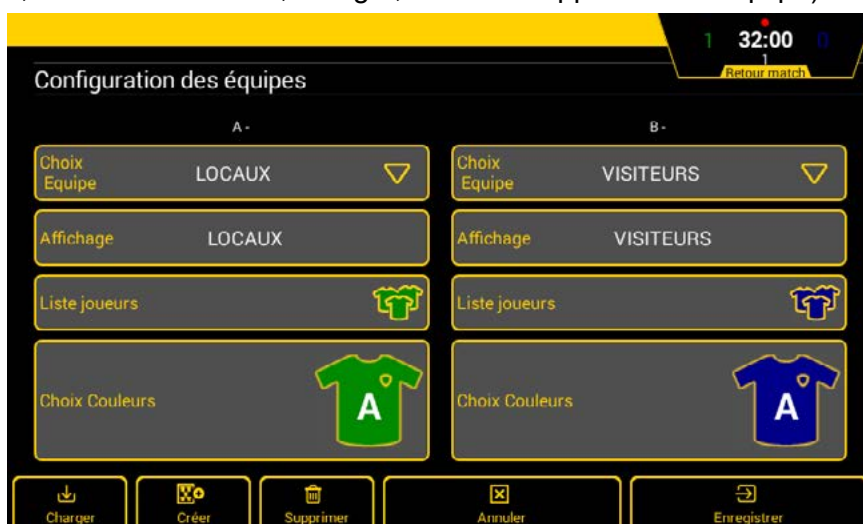 1 32:00 0
1
Retour match
Configuration des équipes
A -
B -
Choix
Equipe
LOCAUX
Choix
Equipe
VISITEURS
Affichage LOCAUX
Affichage VISITEURS
Liste joueurs
Liste joueurs
Choix Couleurs A
Choix Couleurs A
Charger Créer Supprimer Annuler Enregistrer